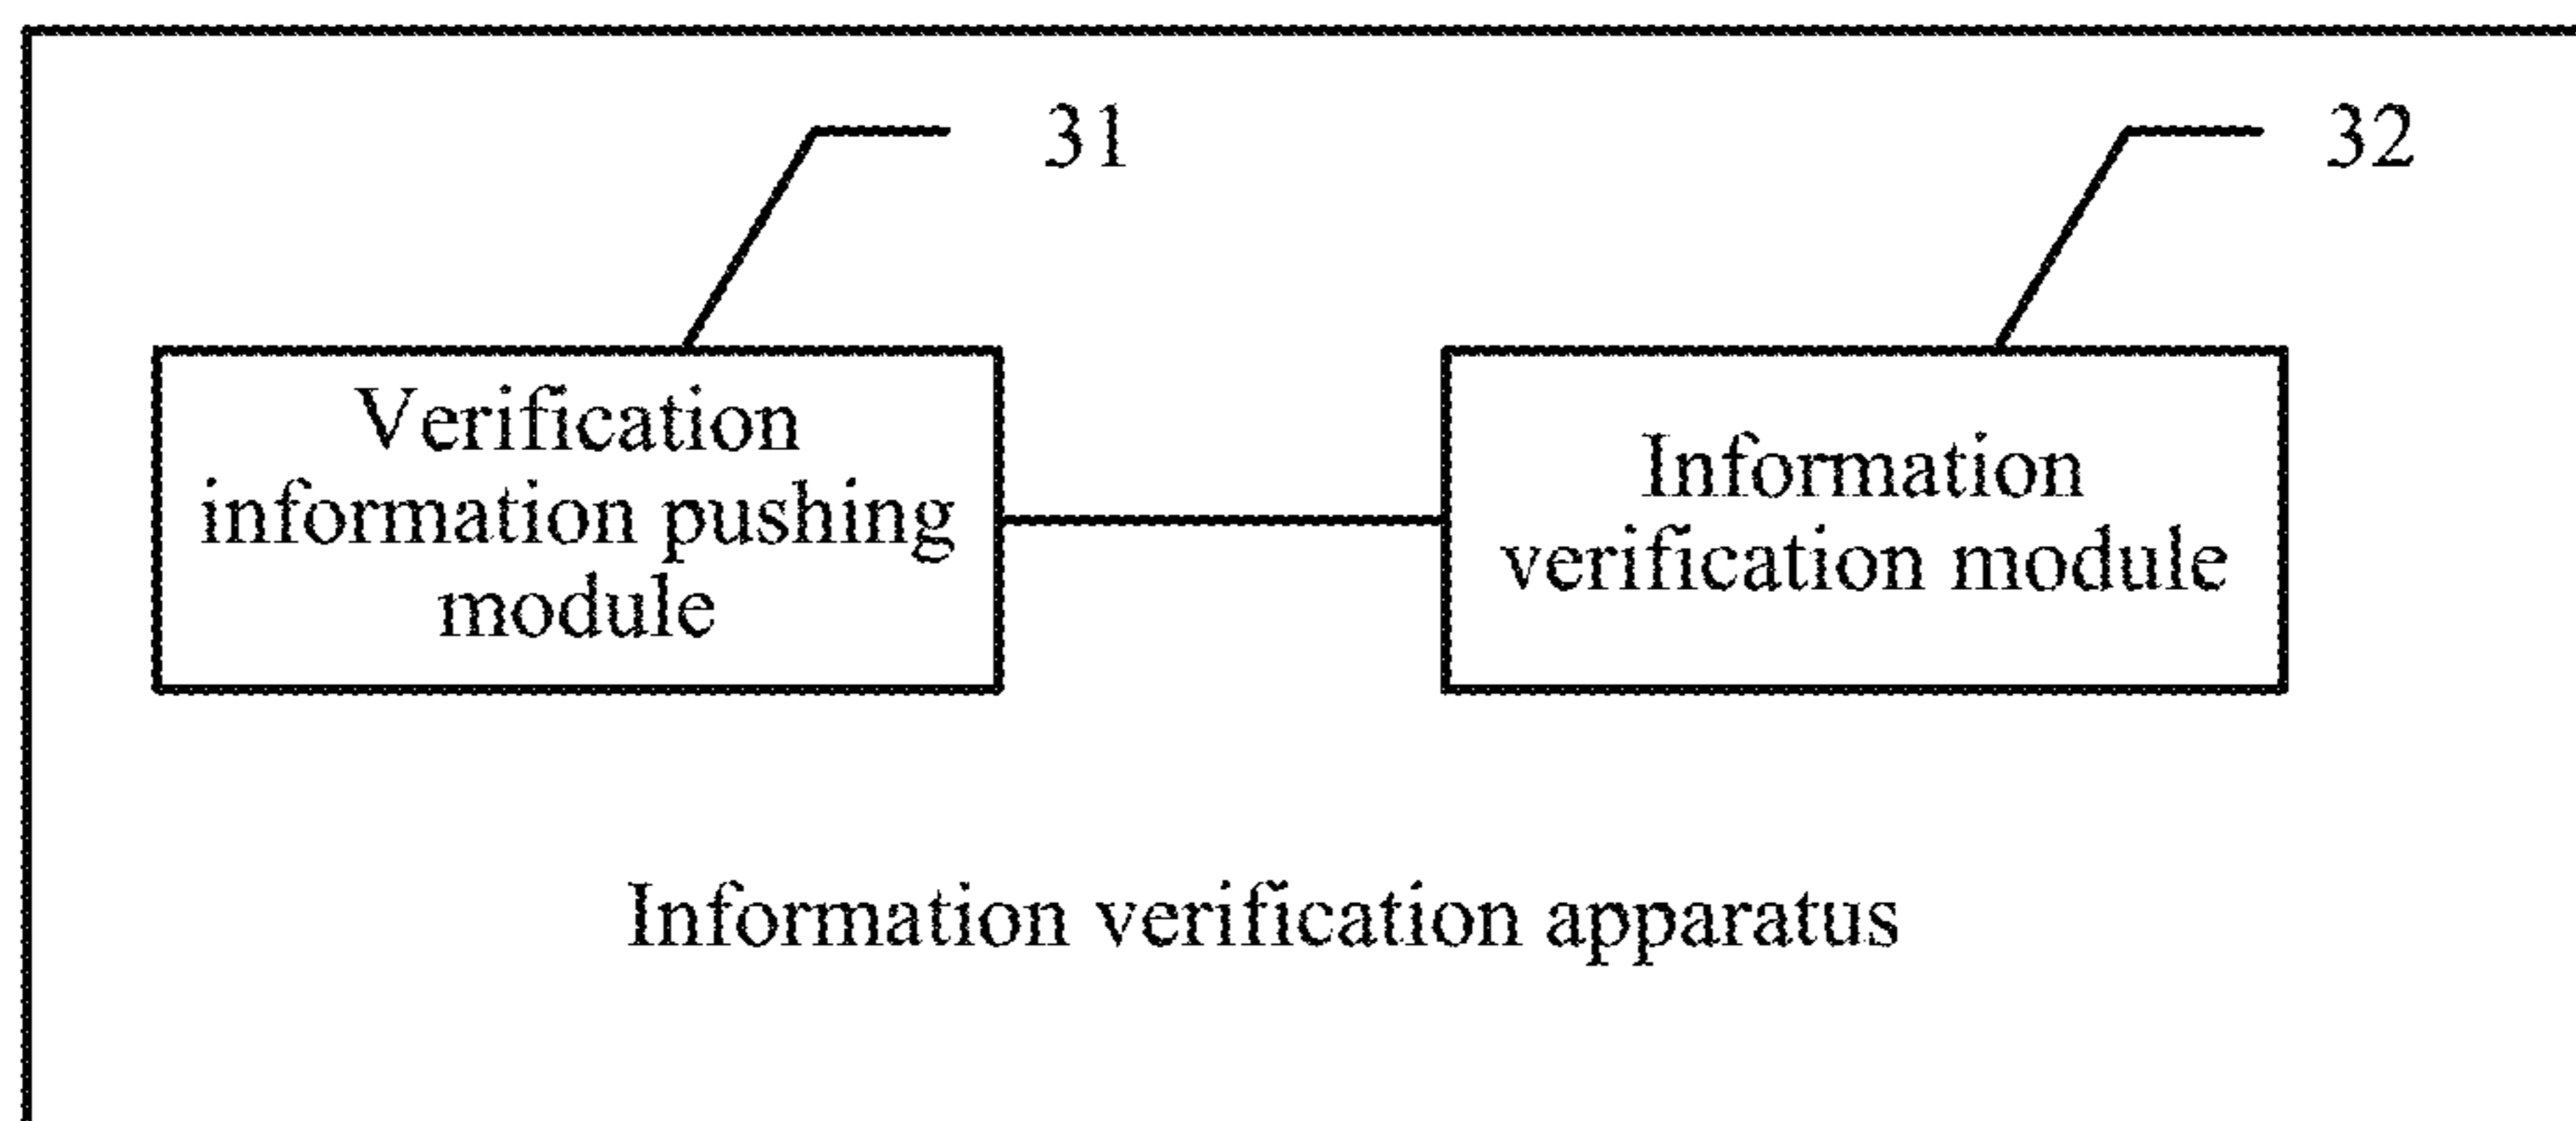 31
32
Verification
information pushing
module
Information
verification module
Information verification apparatus